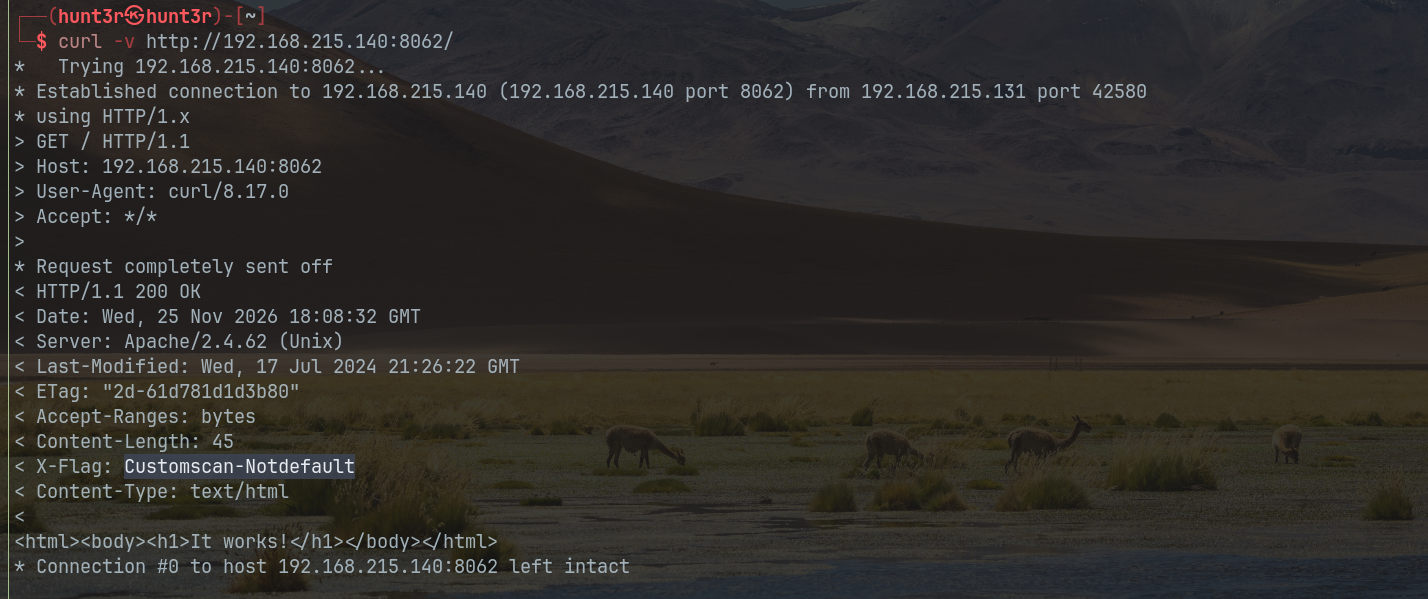 (hunt3r㉿hunt3r)-[~]
$ curl -v http://192.168.215.140:8062/
*   Trying 192.168.215.140:8062...
* Established connection to 192.168.215.140 (192.168.215.140 port 8062) from 192.168.215.131 port 42580
* using HTTP/1.x
> GET / HTTP/1.1
> Host: 192.168.215.140:8062
> User-Agent: curl/8.17.0
> Accept: */*
>
* Request completely sent off
< HTTP/1.1 200 OK
< Date: Wed, 25 Nov 2026 18:08:32 GMT
< Server: Apache/2.4.62 (Unix)
< Last-Modified: Wed, 17 Jul 2024 21:26:22 GMT
< ETag: "2d-61d781d1d3b80"
< Accept-Ranges: bytes
< Content-Length: 45
< X-Flag: Customscan-Notdefault
< Content-Type: text/html
<
<html><body><h1>It works!</h1></body></html>
* Connection #0 to host 192.168.215.140:8062 left intact